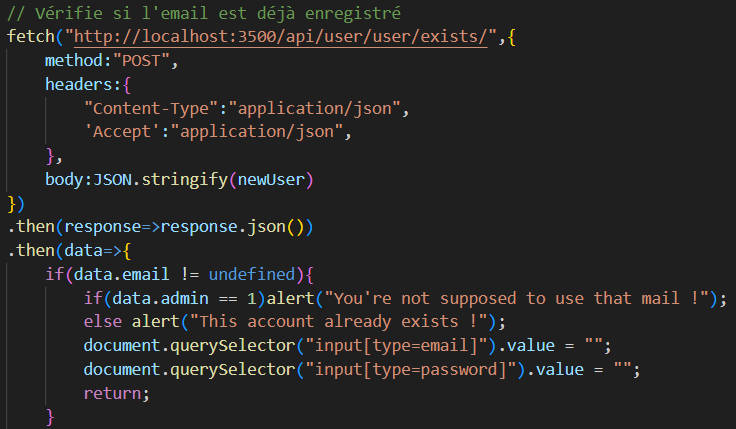 // Vérifie si l'email est déjà enregistré
fetch("http://localhost:3500/api/user/user/exists/",{
    method:"POST",
    headers:{
        "Content-Type":"application/json",
        'Accept':"application/json",
    },
    body:JSON.stringify(newUser)
})
.then(response=>response.json())
.then(data=>{
    if(data.email != undefined){
        if(data.admin == 1)alert("You're not supposed to use that mail !");
        else alert("This account already exists !");
        document.querySelector("input[type=email]").value = "";
        document.querySelector("input[type=password]").value = "";
        return;
    }